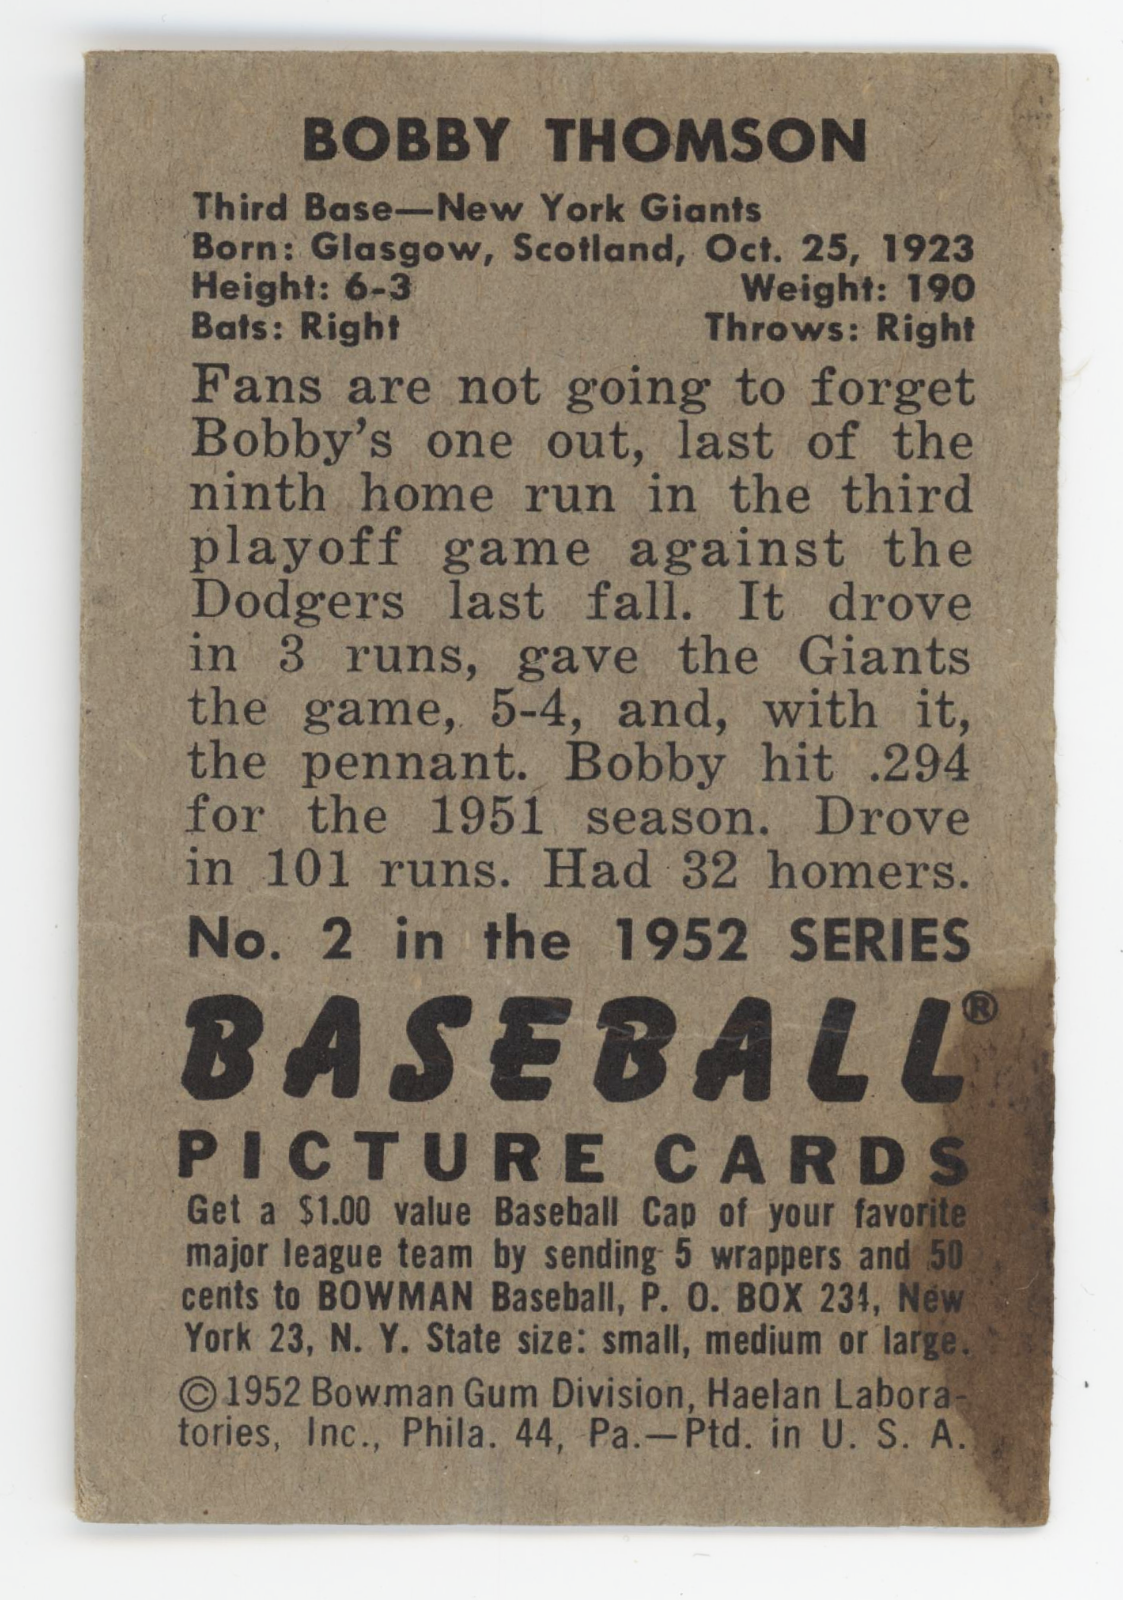 BOBBY THOMSON
Third Base—New York Giants
Born: Glasgow, Scotland, Oct. 25, 1923
Height: 6-3 Weight: 190
Bats: Right Throws: Right
Fans are not going to forget
Bobby's one out, last of the
ninth home run in the third
playoff game against the
Dodgers last fall. It drove
in 3 runs, gave the Giants
the game, 5-4, and, with it,
the pennant. Bobby hit .294
for the 1951 season. Drove
in 101 runs. Had 32 homers.
No. 2 in the 1952 SERIES
BASEBALL®
PICTURE CARDS
Get a $1.00 value Baseball Cap of your favorite
major league team by sending 5 wrappers and 50
cents to BOWMAN Baseball, P. O. BOX 234, New
York 23, N. Y. State size: small, medium or large.
© 1952 Bowman Gum Division, Haelan Labora-
tories, Inc., Phila. 44, Pa.—Ptd. in U. S. A.